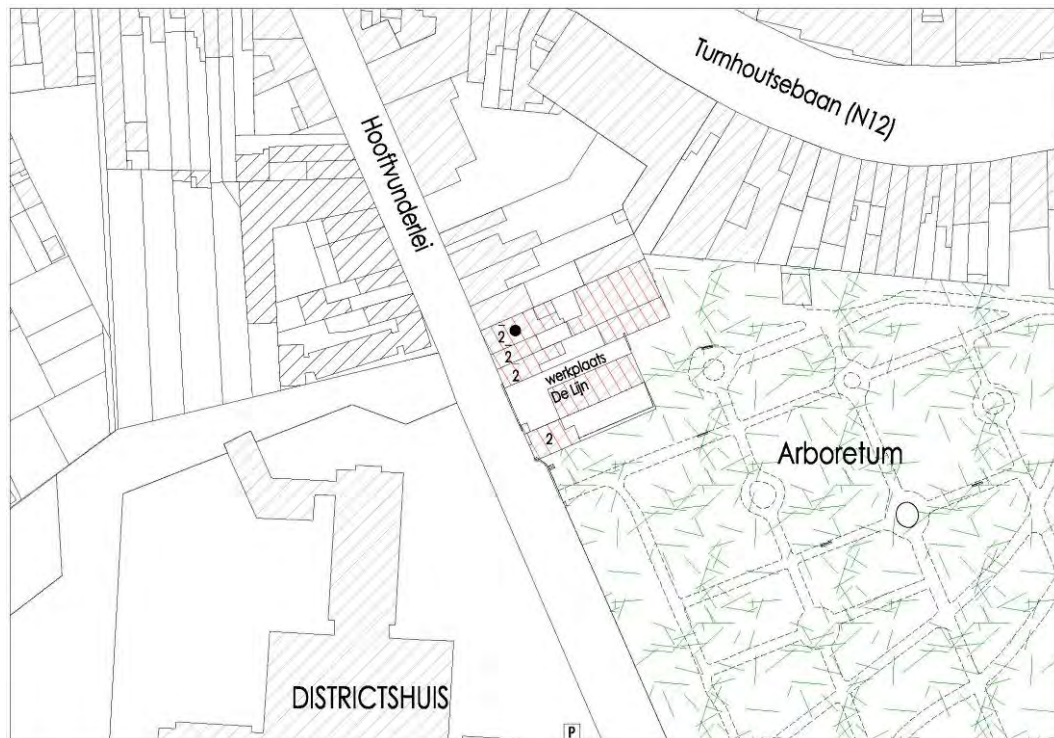 Turnhoutsebaan (N12)
Hooftvunderlei
2
2
2
werkplaats
De Lijn
2
Arboretum
DISTRICTSHUIS
P